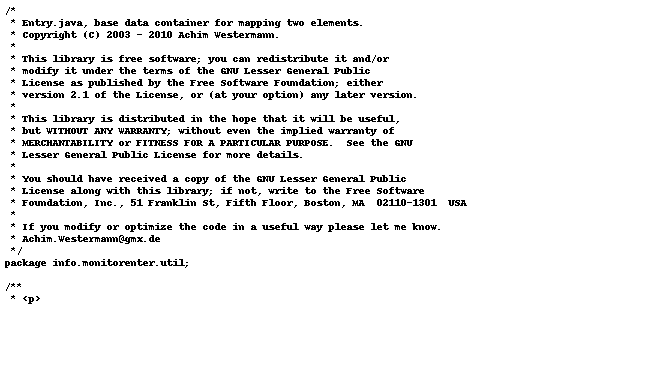 /*
 * Entry.java, base data container for mapping two elements.
 * Copyright (C) 2003 - 2010 Achim Westermann.
 *
 * This library is free software; you can redistribute it and/or
 * modify it under the terms of the GNU Lesser General Public
 * License as published by the Free Software Foundation; either
 * version 2.1 of the License, or (at your option) any later version.
 *
 * This library is distributed in the hope that it will be useful,
 * but WITHOUT ANY WARRANTY; without even the implied warranty of
 * MERCHANTABILITY or FITNESS FOR A PARTICULAR PURPOSE.  See the GNU
 * Lesser General Public License for more details.
 *
 * You should have received a copy of the GNU Lesser General Public
 * License along with this library; if not, write to the Free Software
 * Foundation, Inc., 51 Franklin St, Fifth Floor, Boston, MA  02110-1301  USA
 *
 * If you modify or optimize the code in a useful way please let me know.
 * Achim.Westermann@gmx.de
 */
package info.monitorenter.util;

/**
 * <p>